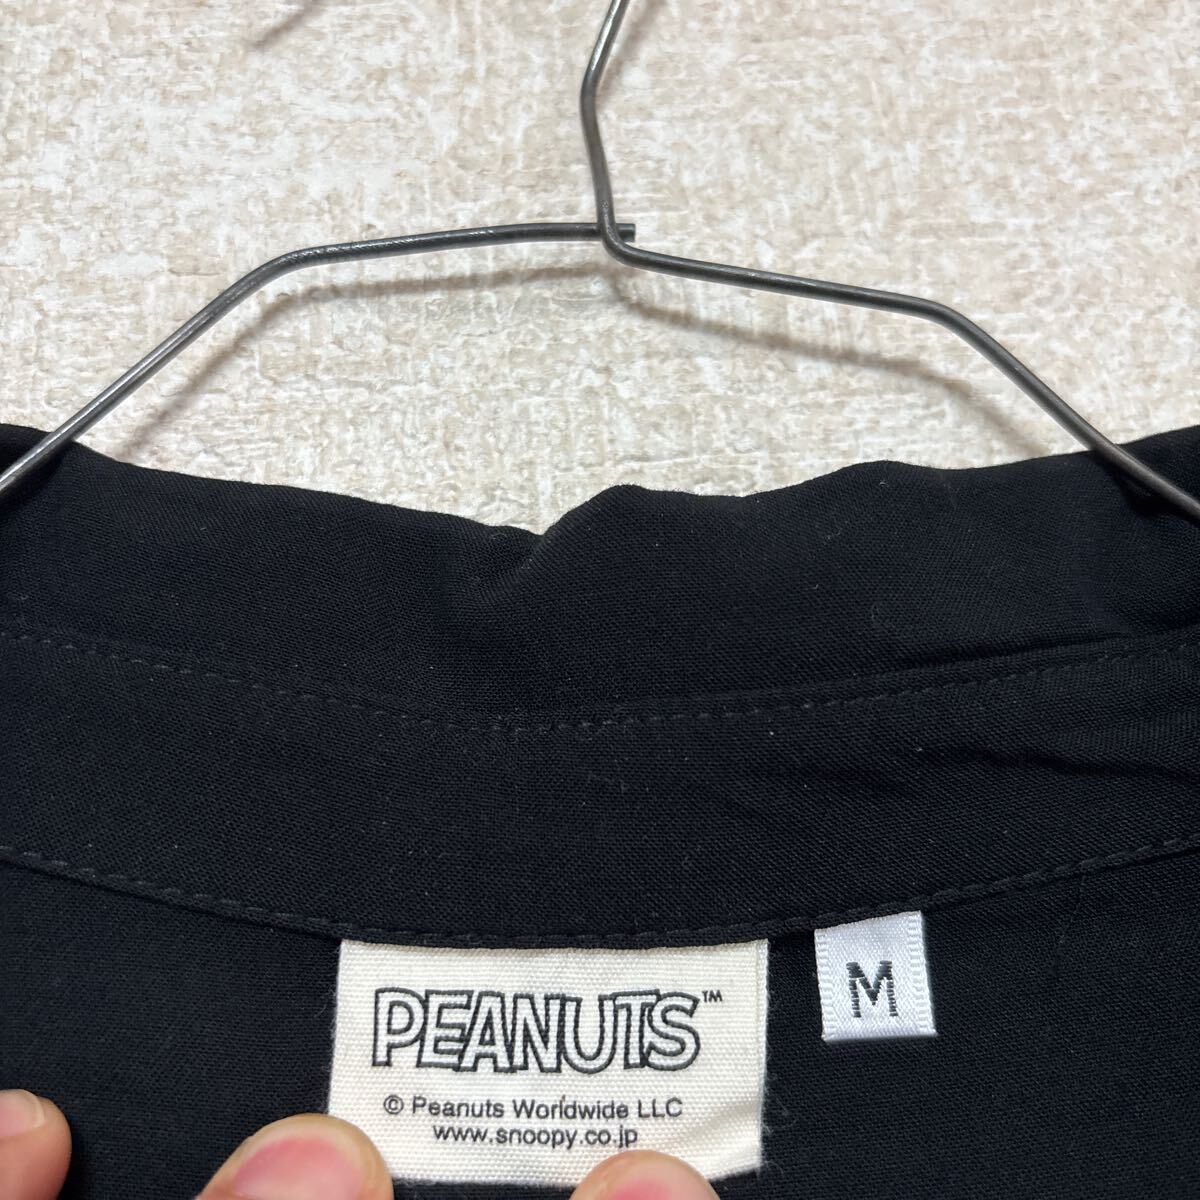 PEANUTS™
© Peanuts Worldwide LLC
www.snoopy.co.jp
M